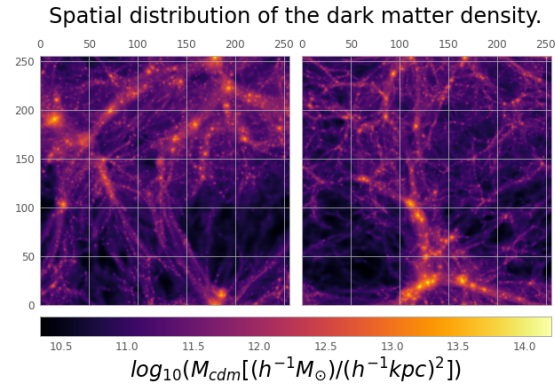 Spatial distribution of the dark matter density.
0 50 100 150 200 250 0 50 100 150 200 250
250
200
150
100
50
0
10.5 11.0 11.5 12.0 12.5 13.0 13.5 14.0
log₁₀(M_cdm[(h⁻¹M_⊙)/(h⁻¹kpc)²])